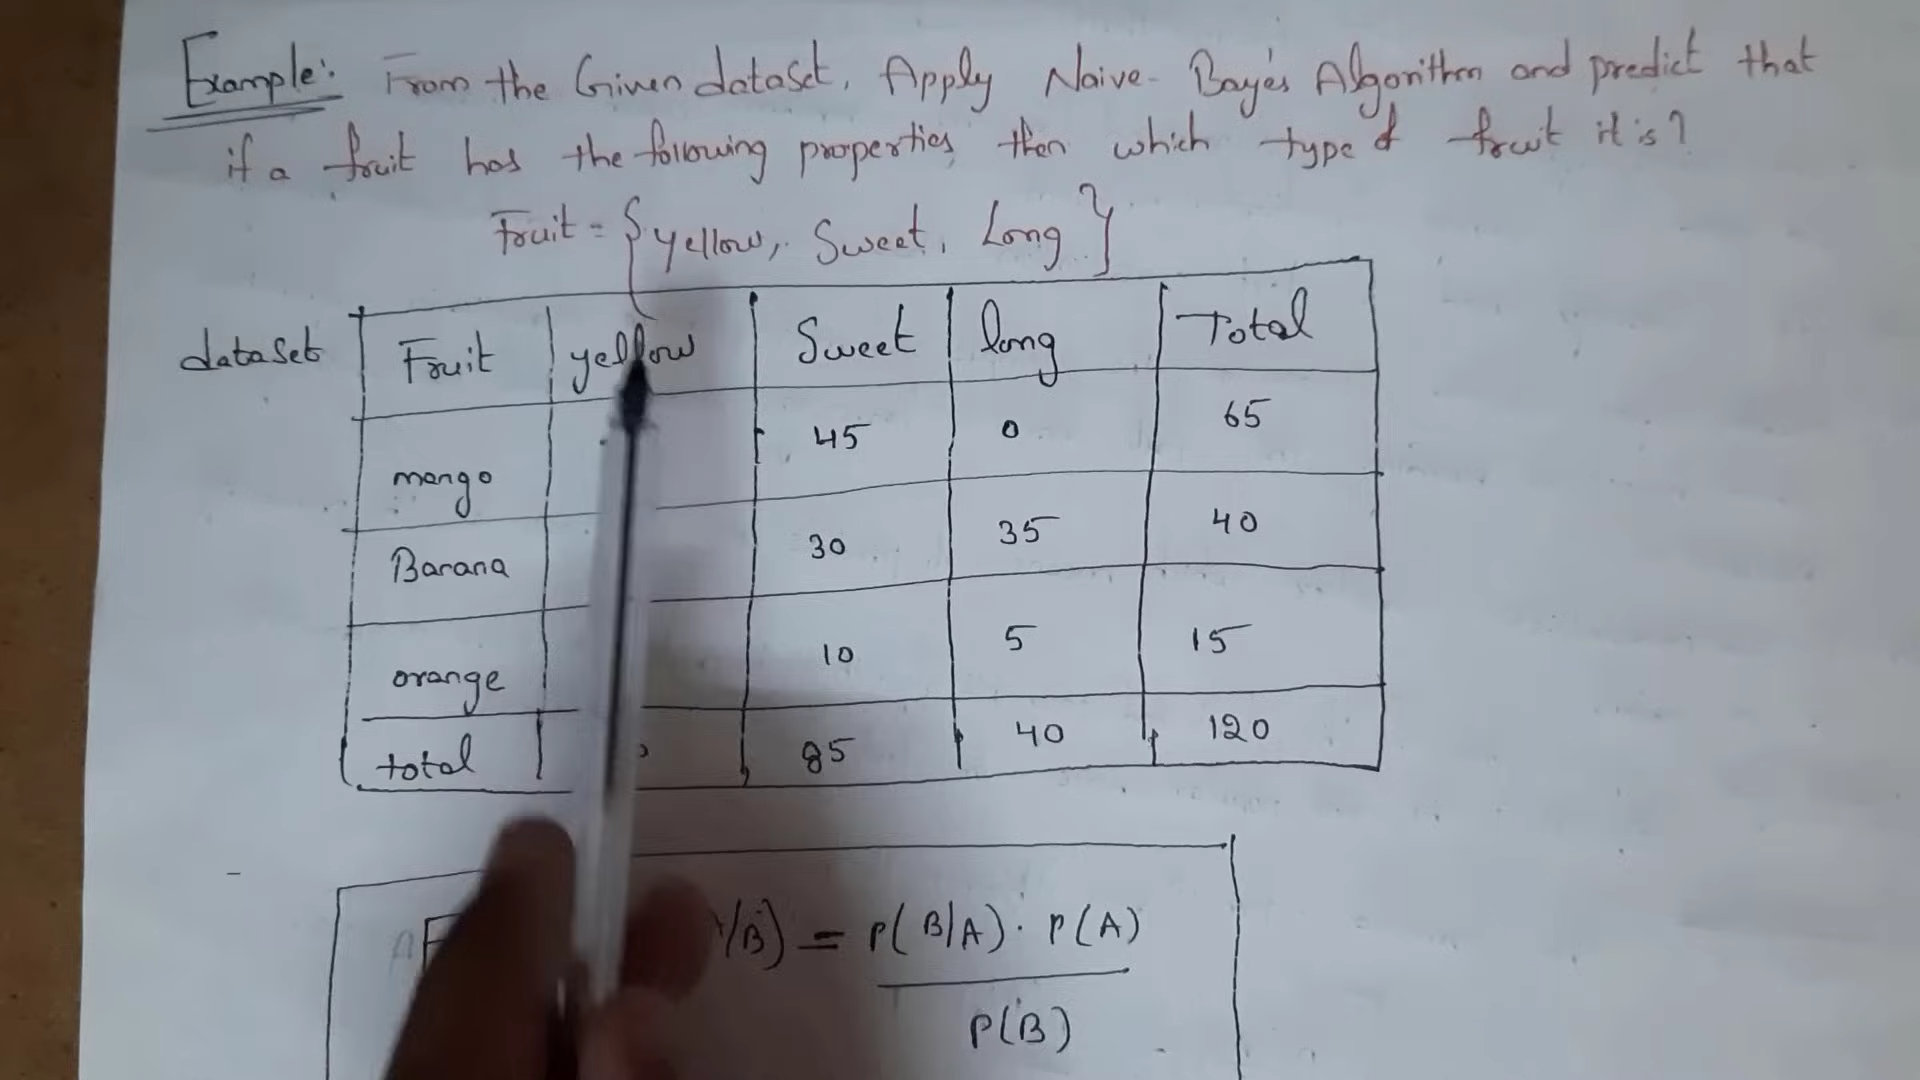 Example: From the Given dataset, Apply Naive-Baye's Algorithm and predict that
if a fruit has the following properties then which type of fruit it is?
Fruit = {yellow, Sweet, Long}
dataset
Fruit yellow Sweet long Total
mango 45 0 65
Banana 30 35 40
orange 10 5 15
total 85 40 120
/B) = P(B/A) · P(A)
P(B)